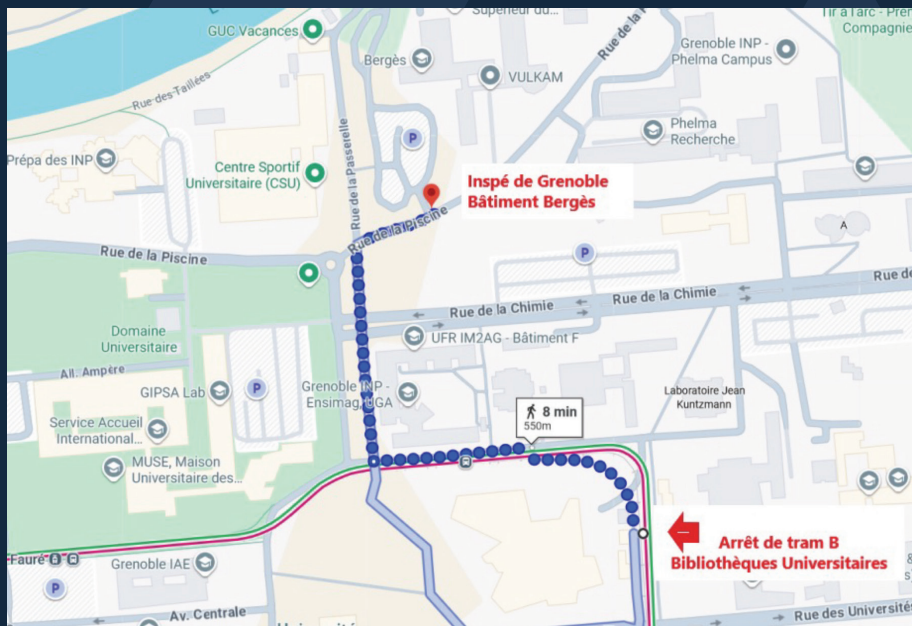 Supérieur du...
Tir à l'arc - Prem
Compagnie
GUC Vacances
Bergès
VULKAM
Rue de la
Grenoble INP -
Phelma Campus
Rue des Taillées
P
Phelma
Recherche
Prépa des INP
Centre Sportif
Universitaire (CSU)
Rue de la Passerelle
Inspé de Grenoble
Bâtiment Bergès
Rue de la Piscine
Rue de la Piscine
A
P
Rue de la Chimie
Rue de la Chimie
Rue de
Domaine
Universitaire
UFR IM2AG - Bâtiment F
All. Ampère
GIPSA Lab
P
Grenoble INP -
Ensimag, UGA
8 min
550m
Laboratoire Jean
Kuntzmann
Service Accueil
International...
MUSE, Maison
Universitaire des...
Arrêt de tram B
Bibliothèques Universitaires
Fauré
Grenoble IAE
P
Av. Centrale
Rue des Universités